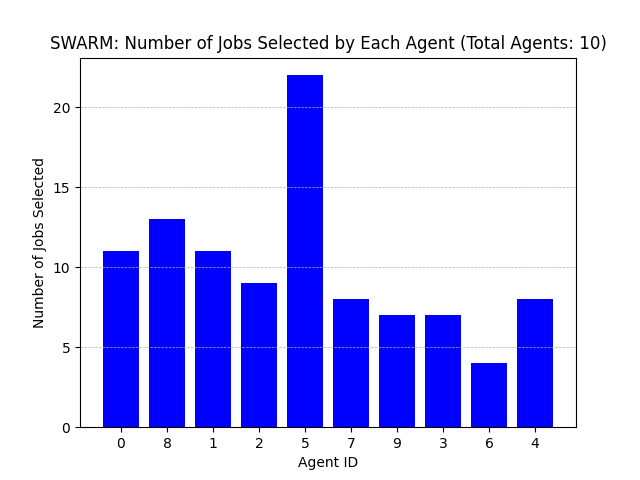 SWARM: Number of Jobs Selected by Each Agent (Total Agents: 10)
Number of Jobs Selected
20
15
10
5
0
0 8 1 2 5 7 9 3 6 4
Agent ID